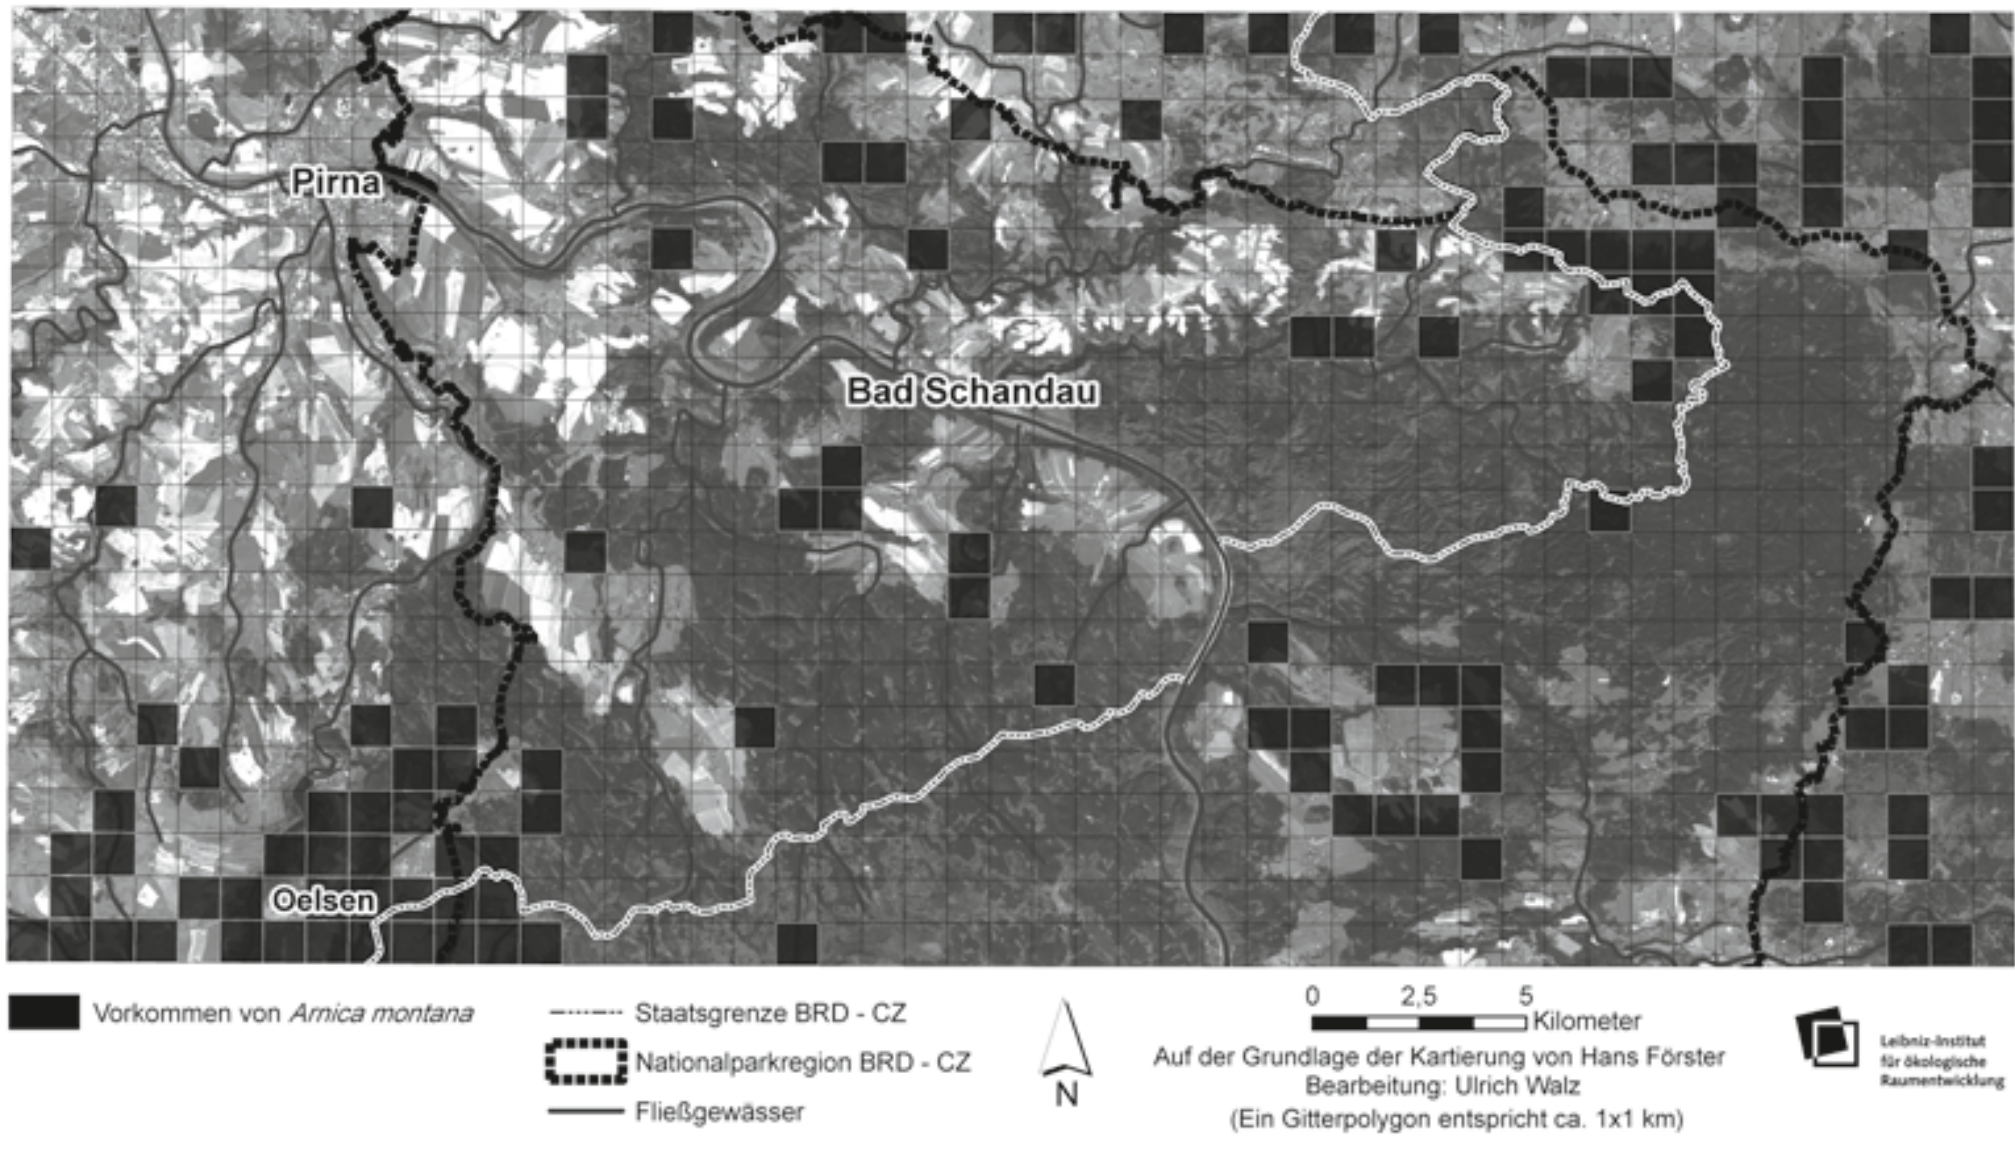 Pirna
Bad Schandau
Oelsen
Vorkommen von Arnica montana
Staatsgrenze BRD - CZ
Nationalparkregion BRD - CZ
Fließgewässer
N
0 2,5 5
Kilometer
Auf der Grundlage der Kartierung von Hans Förster
Bearbeitung: Ulrich Walz
(Ein Gitterpolygon entspricht ca. 1x1 km)
Leibniz-Institut
für ökologische
Raumentwicklung